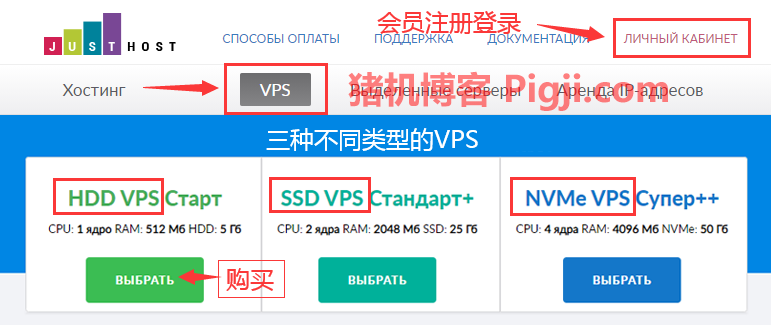 会员注册登录
JUST HOST
СПОСОБЫ ОПЛАТЫ ПОДДЕРЖКА ДОКУМЕНТАЦИЯ ЛИЧНЫЙ КАБИНЕТ
Хостинг VPS Выделенные серверы Аренда IP-адресов
猪机博客 Pigji.com
三种不同类型的VPS
HDD VPS Старт
CPU: 1 ядро RAM: 512 Мб HDD: 5 Гб
ВЫБРАТЬ
购买
SSD VPS Стандарт+
CPU: 2 ядра RAM: 2048 Мб SSD: 25 Гб
ВЫБРАТЬ
NVMe VPS Супер++
CPU: 4 ядра RAM: 4096 Мб NVMe: 50 Гб
ВЫБРАТЬ